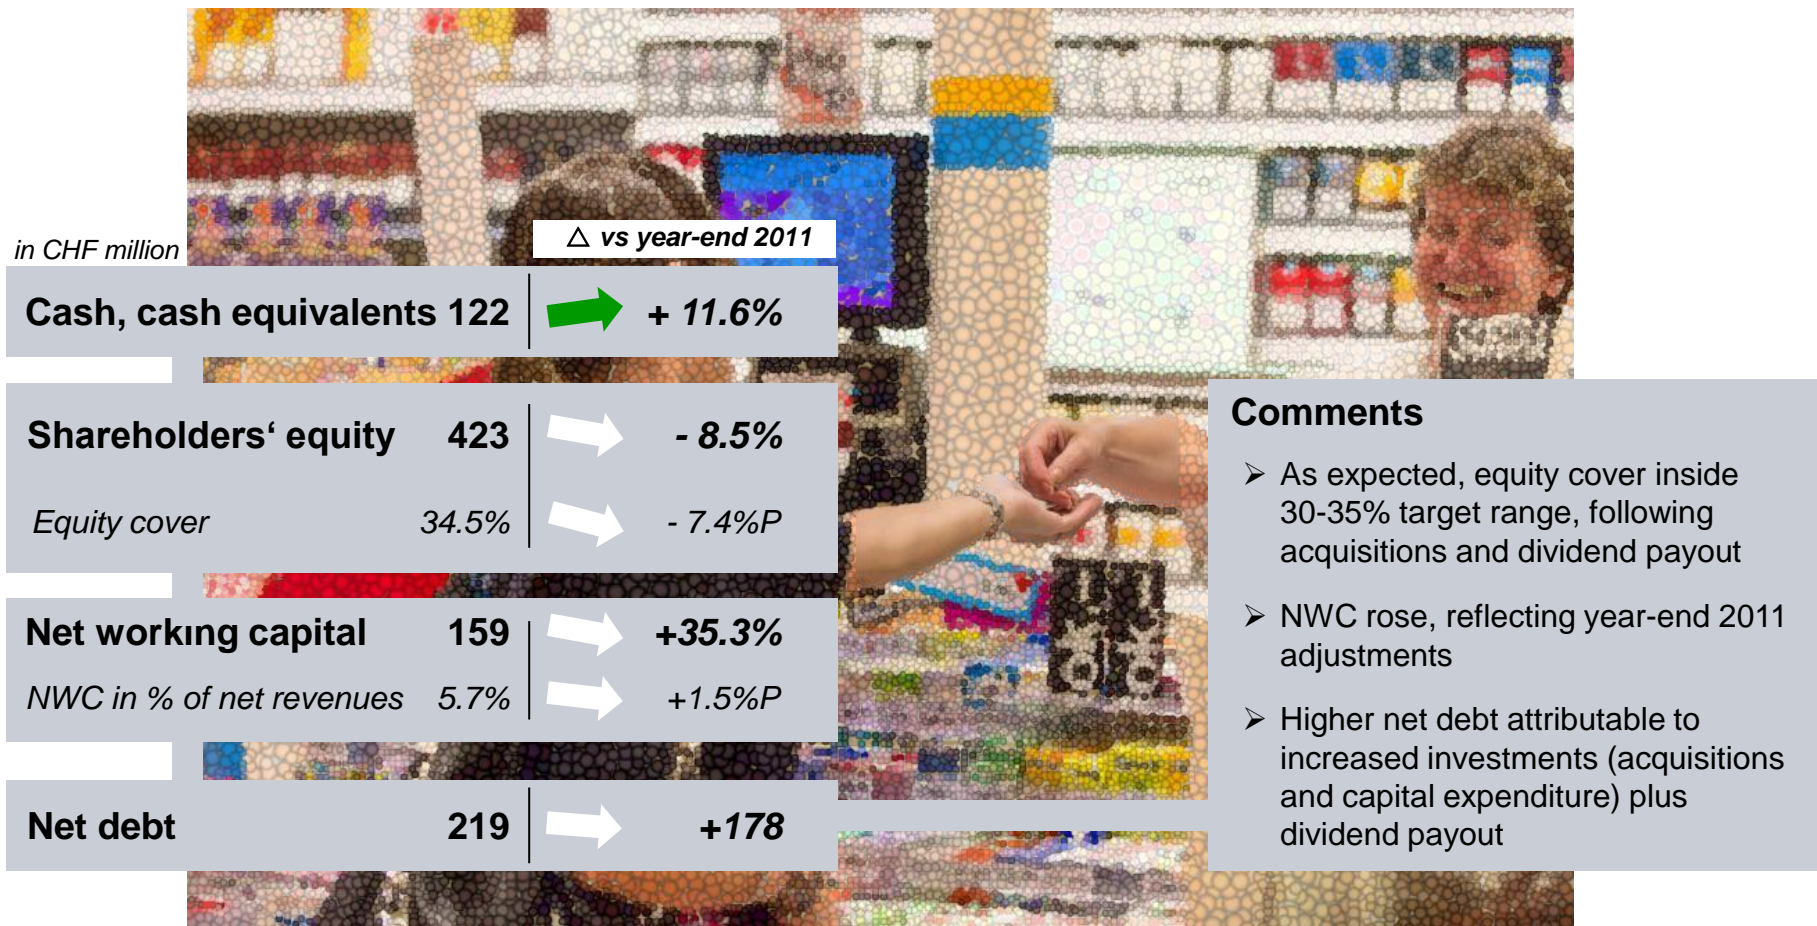 in CHF million
△ vs year-end 2011
Cash, cash equivalents 122 + 11.6%
Shareholders‘ equity 423 - 8.5%
Equity cover 34.5% - 7.4%P
Net working capital 159 +35.3%
NWC in % of net revenues 5.7% +1.5%P
Net debt 219 +178
Comments
➢ As expected, equity cover inside
30-35% target range, following
acquisitions and dividend payout
➢ NWC rose, reflecting year-end 2011
adjustments
➢ Higher net debt attributable to
increased investments (acquisitions
and capital expenditure) plus
dividend payout